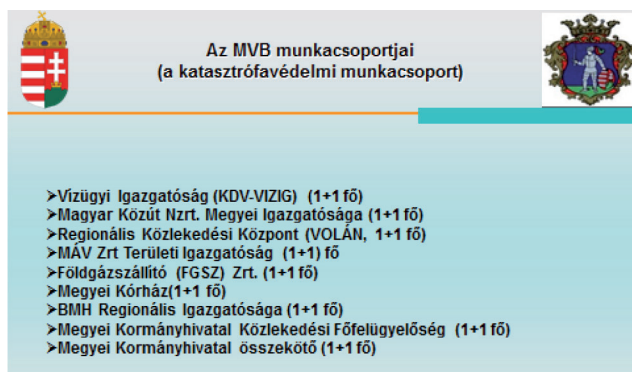 Az MVB munkacsoportjai
(a katasztrófavédelmi munkacsoport)
➢Vízügyi Igazgatóság (KDV-VIZIG) (1+1 fő)
➢Magyar Közút Nzrt. Megyei Igazgatósága (1+1 fő)
➢Regionális Közlekedési Központ (VOLÁN, 1+1 fő)
➢MÁV Zrt Területi Igazgatóság (1+1) fő
➢Földgázszállító (FGSZ) Zrt. (1+1 fő)
➢Megyei Kórház(1+1 fő)
➢BMH Regionális Igazgatósága (1+1 fő)
➢Megyei Kormányhivatal Közlekedési Főfelügyelőség (1+1 fő)
➢Megyei Kormányhivatal összekötő (1+1 fő)